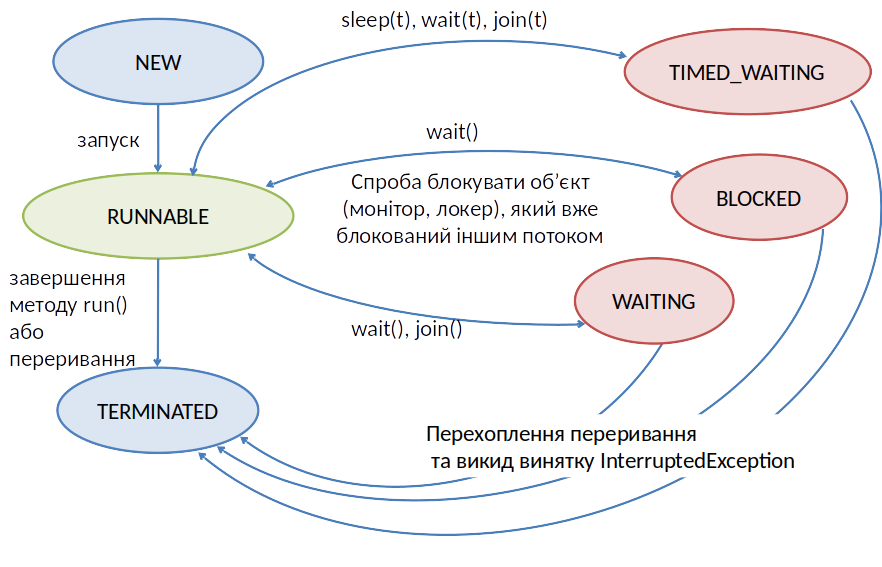 sleep(t), wait(t), join(t)
NEW
TIMED_WAITING
запуск
wait()
Спроба блокувати об’єкт
(монітор, локер), який вже
блокований іншим потоком
BLOCKED
RUNNABLE
завершення
методу run()
або
переривання
WAITING
wait(), join()
TERMINATED
Перехоплення переривання
та викид винятку InterruptedException